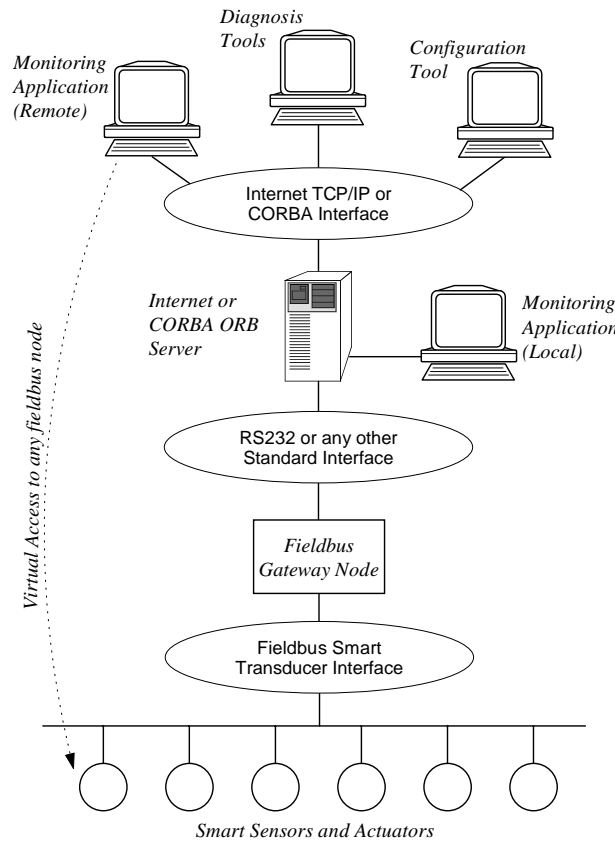 Diagnosis
Tools
Monitoring
Application
(Remote)
Configuration
Tool
Internet TCP/IP or
CORBA Interface
Internet or
CORBA ORB
Server
Monitoring
Application
(Local)
Virtual Access to any fieldbus node
RS232 or any other
Standard Interface
Fieldbus
Gateway Node
Fieldbus Smart
Transducer Interface
Smart Sensors and Actuators